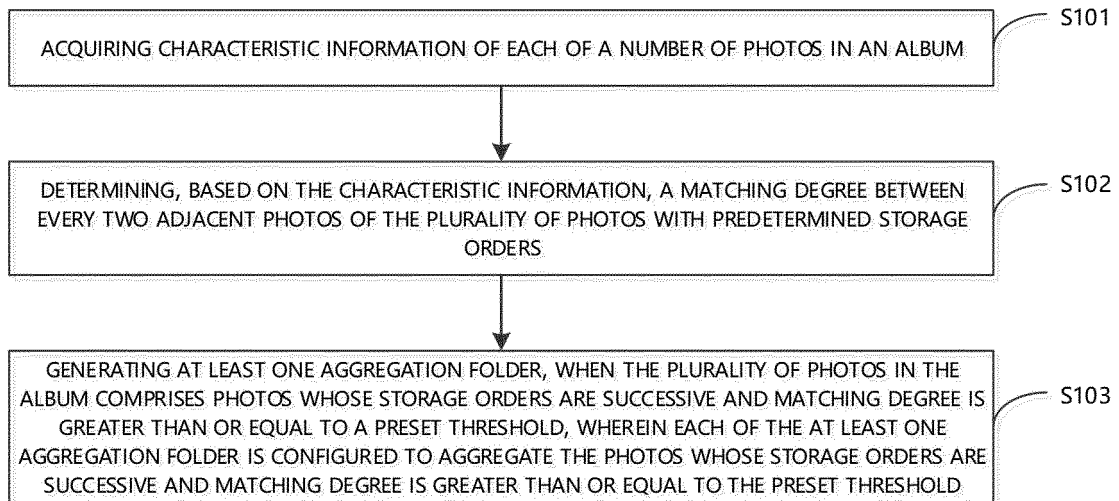 S101
ACQUIRING CHARACTERISTIC INFORMATION OF EACH OF A NUMBER OF PHOTOS IN AN ALBUM
S102
DETERMINING, BASED ON THE CHARACTERISTIC INFORMATION, A MATCHING DEGREE BETWEEN
EVERY TWO ADJACENT PHOTOS OF THE PLURALITY OF PHOTOS WITH PREDETERMINED STORAGE
ORDERS
GENERATING AT LEAST ONE AGGREGATION FOLDER, WHEN THE PLURALITY OF PHOTOS IN THE
ALBUM COMPRISES PHOTOS WHOSE STORAGE ORDERS ARE SUCCESSIVE AND MATCHING DEGREE IS
S103
GREATER THAN OR EQUAL TO A PRESET THRESHOLD, WHEREIN EACH OF THE AT LEAST ONE
AGGREGATION FOLDER IS CONFIGURED TO AGGREGATE THE PHOTOS WHOSE STORAGE ORDERS ARE
SUCCESSIVE AND MATCHING DEGREE IS GREATER THAN OR EQUAL TO THE PRESET THRESHOLD